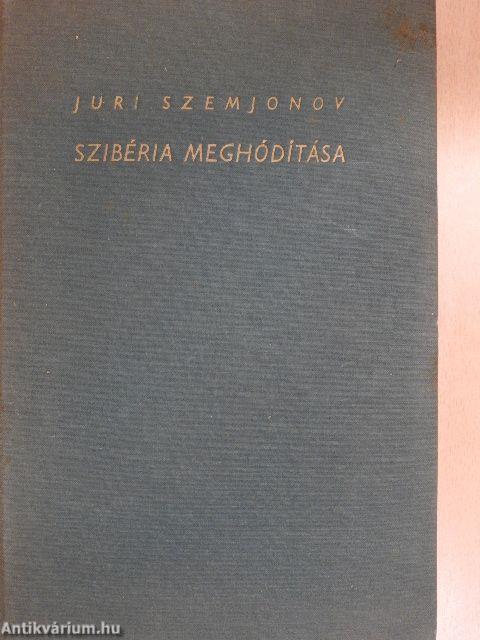 JURI SZEMJONOV
SZIBÉRIA MEGHÓDÍTÁSA
Antikvárium.hu